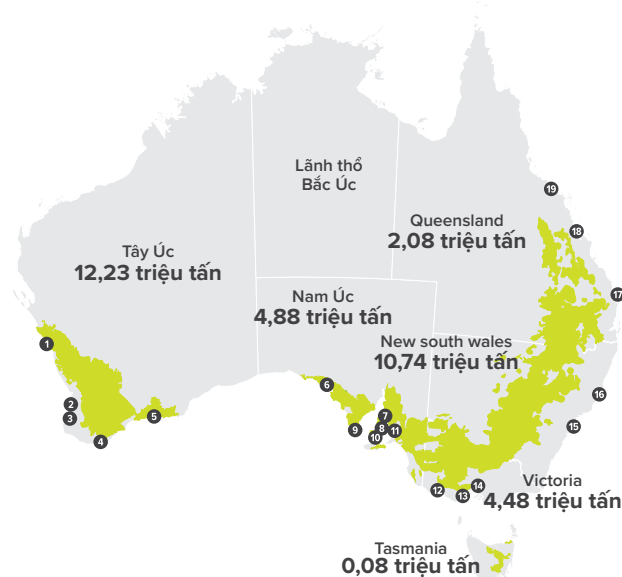 Lãnh thổ
Bắc Úc
19
Queensland
2,08 triệu tấn
18
Tây Úc
12,23 triệu tấn
Nam Úc
4,88 triệu tấn
17
New south wales
10,74 triệu tấn
1
6
16
2
3
7
5
8
9
10
11
15
4
Victoria
4,48 triệu tấn
14
12
13
Tasmania
0,08 triệu tấn